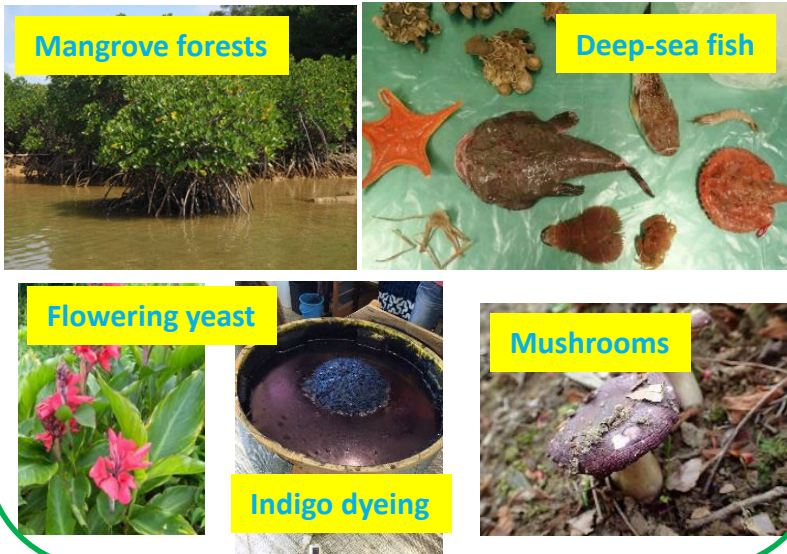 Mangrove forests
Deep-sea fish
Flowering yeast
Mushrooms
Indigo dyeing